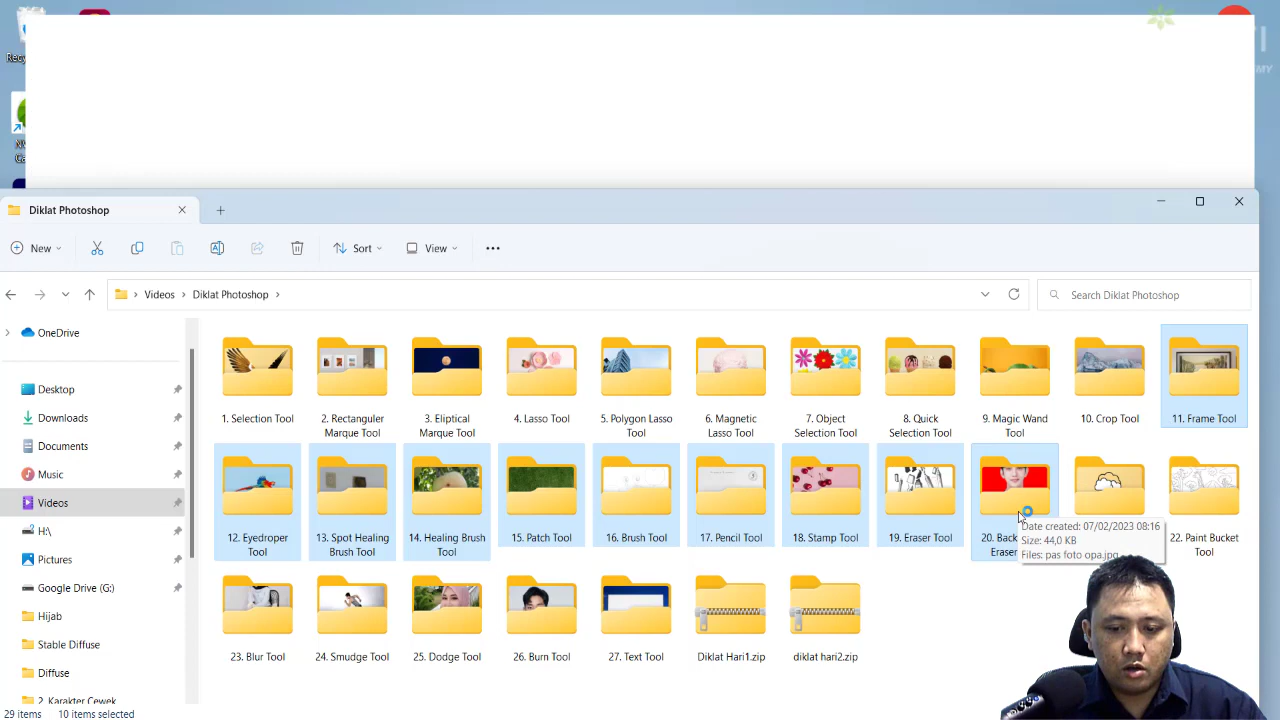 Recy
NV
Ca
MY
Diklat Photoshop
New
Sort
View
Videos
Diklat Photoshop
Search Diklat Photoshop
OneDrive
Desktop
Downloads
Documents
Music
Videos
H:\
Pictures
Google Drive (G:)
Hijab
Stable Diffuse
Diffuse
2. Karakter Cewek
1. Selection Tool
2. Rectanguler
Marque Tool
3. Eliptical
Marque Tool
4. Lasso Tool
5. Polygon Lasso
Tool
6. Magnetic
Lasso Tool
7. Object
Selection Tool
8. Quick
Selection Tool
9. Magic Wand
Tool
10. Crop Tool
11. Frame Tool
12. Eyedroper
Tool
13. Spot Healing
Brush Tool
14. Healing Brush
Tool
15. Patch Tool
16. Brush Tool
17. Pencil Tool
18. Stamp Tool
19. Eraser Tool
20. Back
Eraser
Date created: 07/02/2023 08:16
Size: 44,0 KB
Files: pas foto opa.jpg
22. Paint Bucket
Tool
23. Blur Tool
24. Smudge Tool
25. Dodge Tool
26. Burn Tool
27. Text Tool
Diklat Hari1.zip
diklat hari2.zip
29 items
10 items selected